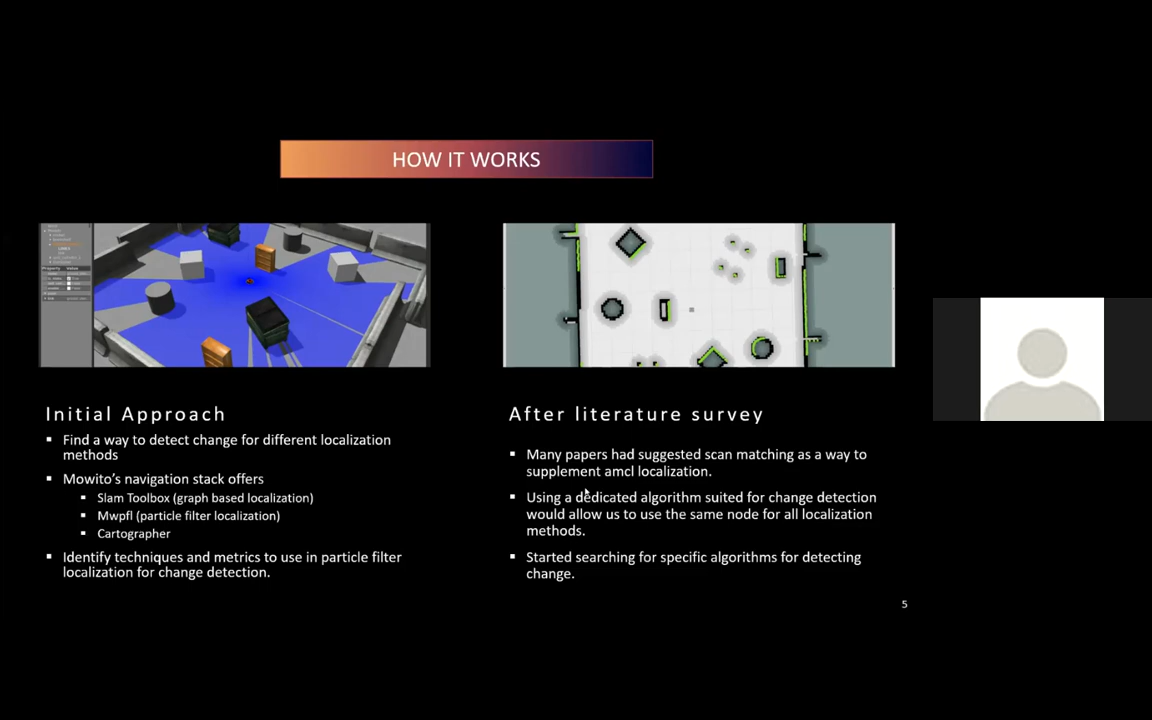 HOW IT WORKS
Initial Approach
▪ Find a way to detect change for different localization
methods
▪ Mowito's navigation stack offers
▪ Slam Toolbox (graph based localization)
▪ Mwpfl (particle filter localization)
▪ Cartographer
▪ Identify techniques and metrics to use in particle filter
localization for change detection.
After literature survey
▪ Many papers had suggested scan matching as a way to
supplement amcl localization.
▪ Using a dedicated algorithm suited for change detection
would allow us to use the same node for all localization
methods.
▪ Started searching for specific algorithms for detecting
change.
5